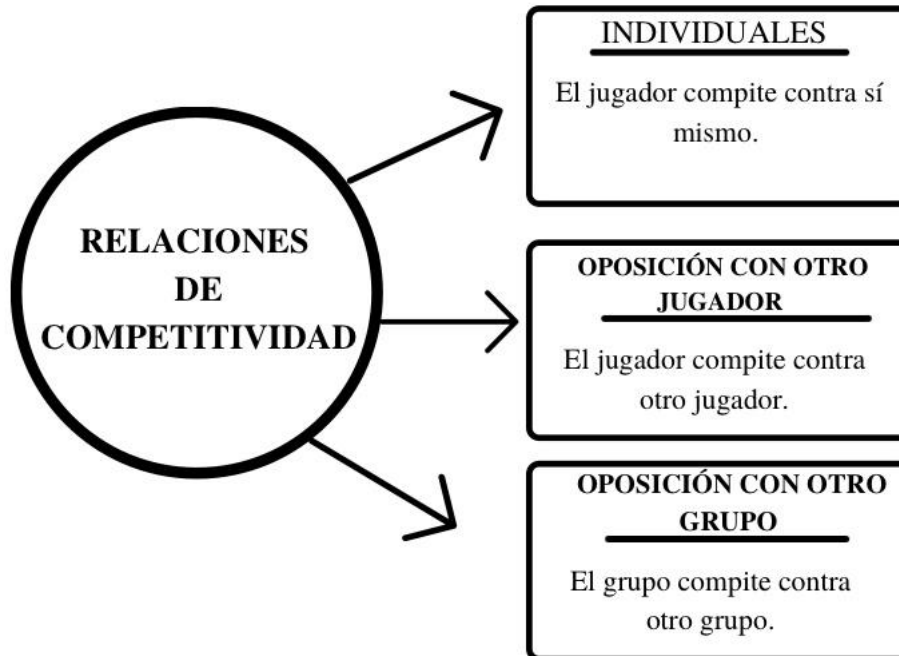 RELACIONES
DE
COMPETITIVIDAD
INDIVIDUALES
El jugador compite contra sí
mismo.
OPOSICIÓN CON OTRO
JUGADOR
El jugador compite contra
otro jugador.
OPOSICIÓN CON OTRO
GRUPO
El grupo compite contra
otro grupo.